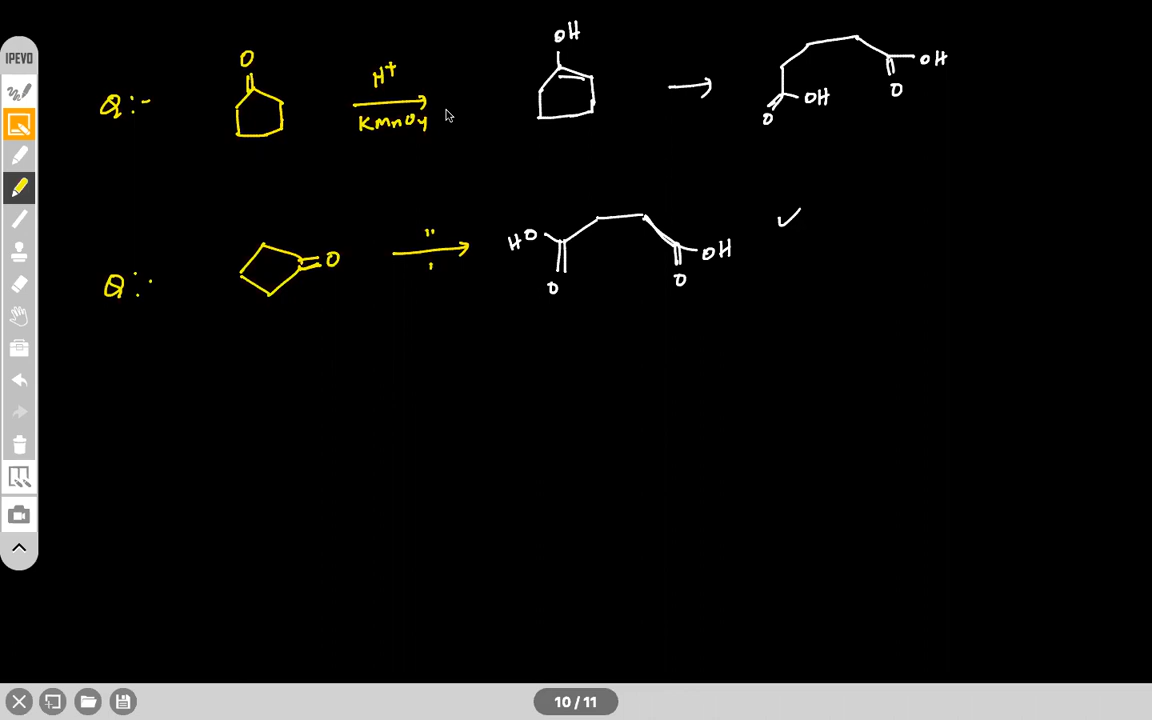 IPEVO
Q:- O H+ KMnO4 OH OH O OH O
Q:- O " ' HO O OH O
10 / 11